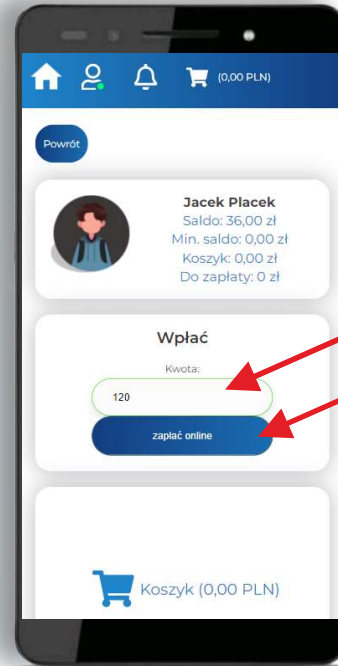 (0,00 PLN)
Powrót
Jacek Placek
Saldo: 36,00 zł
Min. saldo: 0,00 zł
Koszyk: 0,00 zł
Do zapłaty: 0 zł
Wpłać
Kwota:
120
zapłać online
Koszyk (0,00 PLN)